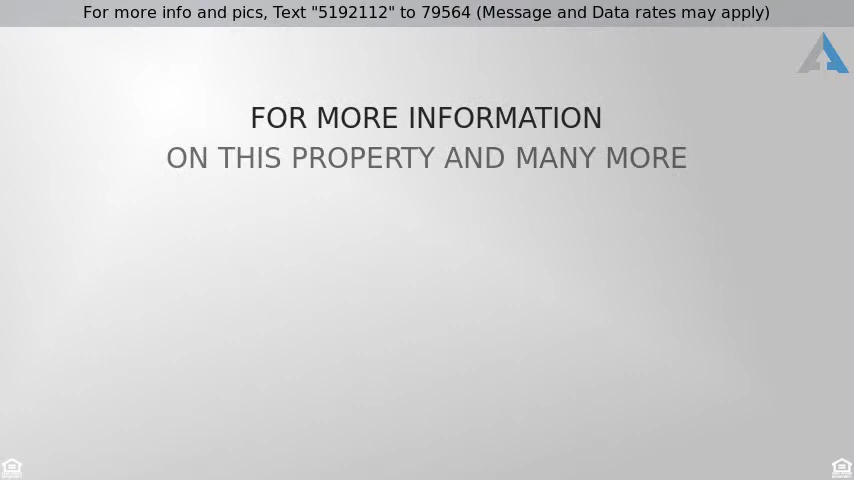 For more info and pics, Text "5192112" to 79564 (Message and Data rates may apply)
FOR MORE INFORMATION
ON THIS PROPERTY AND MANY MORE